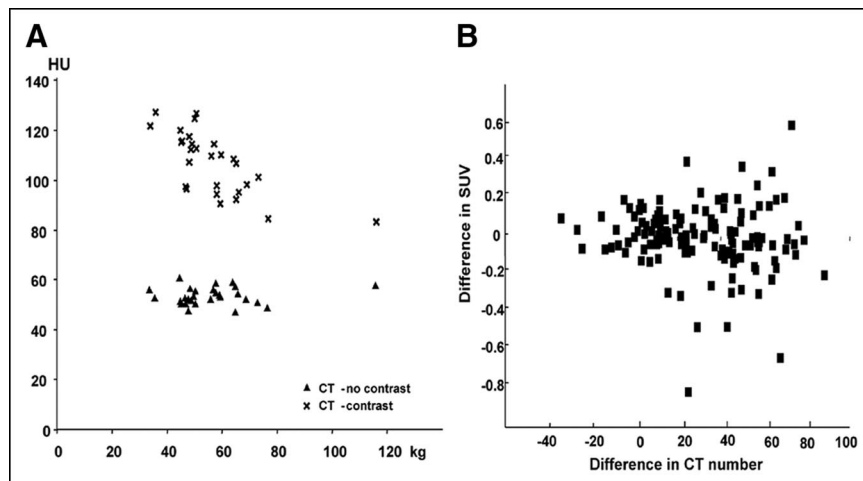 A
HU
140
120
100
80
60
40
20
0
▲ CT -no contrast
× CT -contrast
0 20 40 60 80 100 120 kg
B
Difference in SUV
0.6
0.4
0.2
0
-0.2
-0.4
-0.6
-0.8
-40 -20 0 20 40 60 80 100
Difference in CT number